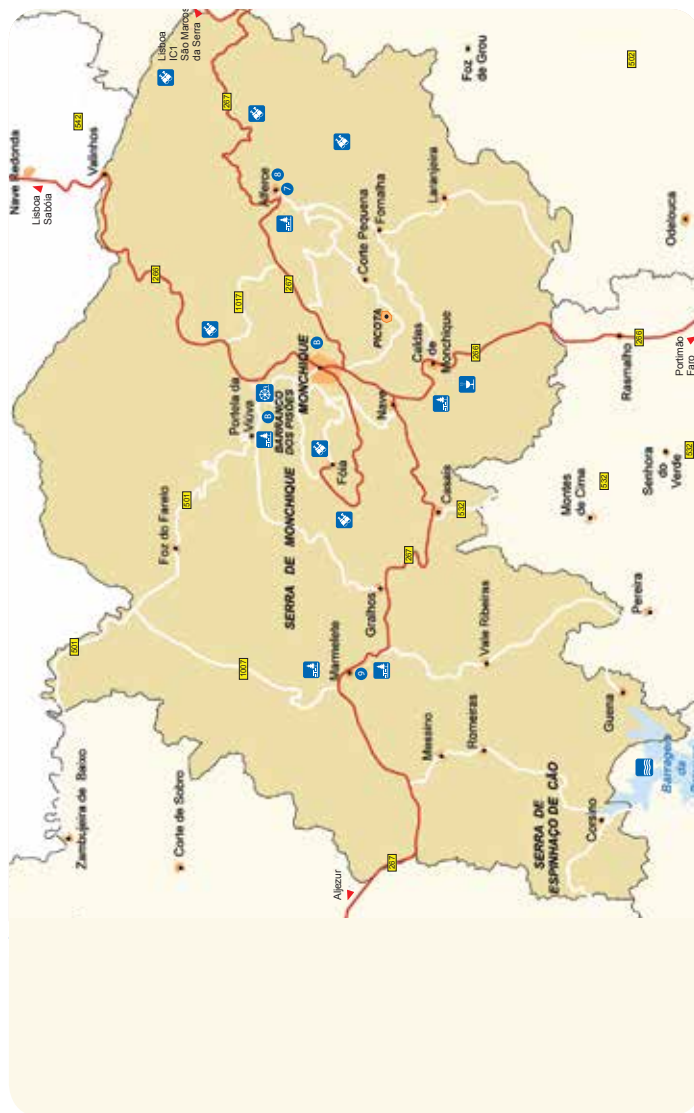 Nave Redonda
Lisboa
Sabóia
Zambujeira de Baixo
501
542
Valinhos
266
Lisboa
IC1
São Marcos
da Serra
Corte de Sobro
Foz do Farelo
501
1007
1017
267
Portela da
Viúva
B
BARRANCO
DOS PISÕES
Alferce
7
8
267
SERRA DE MONCHIQUE
MONCHIQUE
B
Aljezur
Marmelete
9
Fóia
Gralhos
Nave
PICOTA
Corte Pequena
Fornalha
267
267
Caldas
de
Monchique
Casais
532
Laranjeira
Messino
Romeiras
Vale Ribeiras
266
Foz
de Grou
SERRA DE
ESPINHAÇO DE CÃO
Corsino
Guena
Montes
de Cima
532
Pereira
Rasmalho
266
502
Senhora
do
Verde
532
Odelouca
Portimão
Faro
Barragem
da